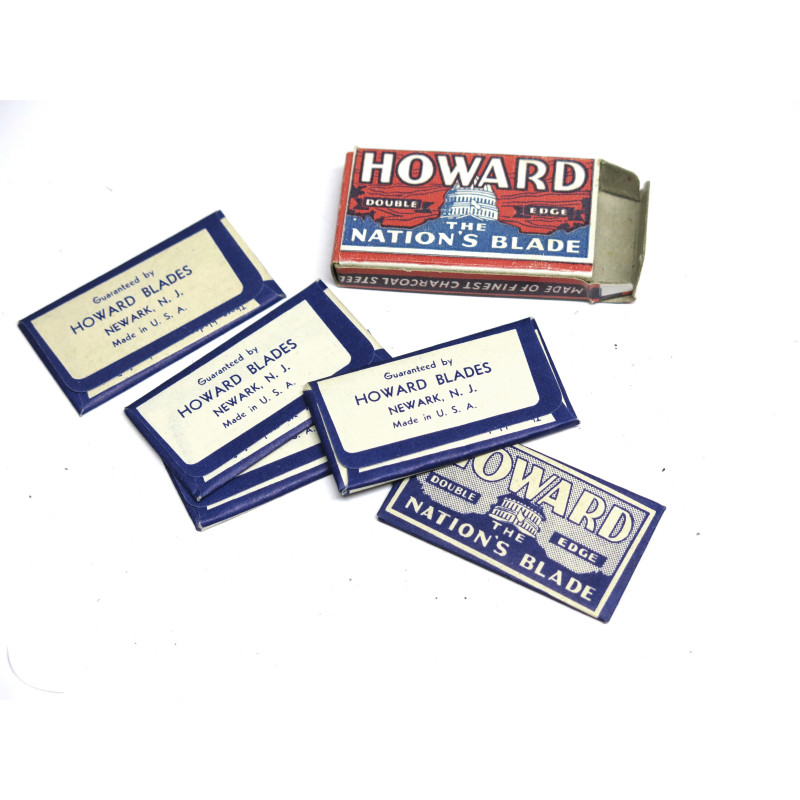 HOWARD
DOUBLE EDGE
THE
NATION'S BLADE
MADE OF FINEST CHARCOAL STEEL
Guaranteed by
HOWARD BLADES
NEWARK, N. J.
Made in U. S. A.
Guaranteed by
HOWARD BLADES
NEWARK, N. J.
Made in U. S. A.
Guaranteed by
HOWARD BLADES
NEWARK, N. J.
Made in U. S. A.
HOWARD
DOUBLE EDGE
THE
NATION'S BLADE